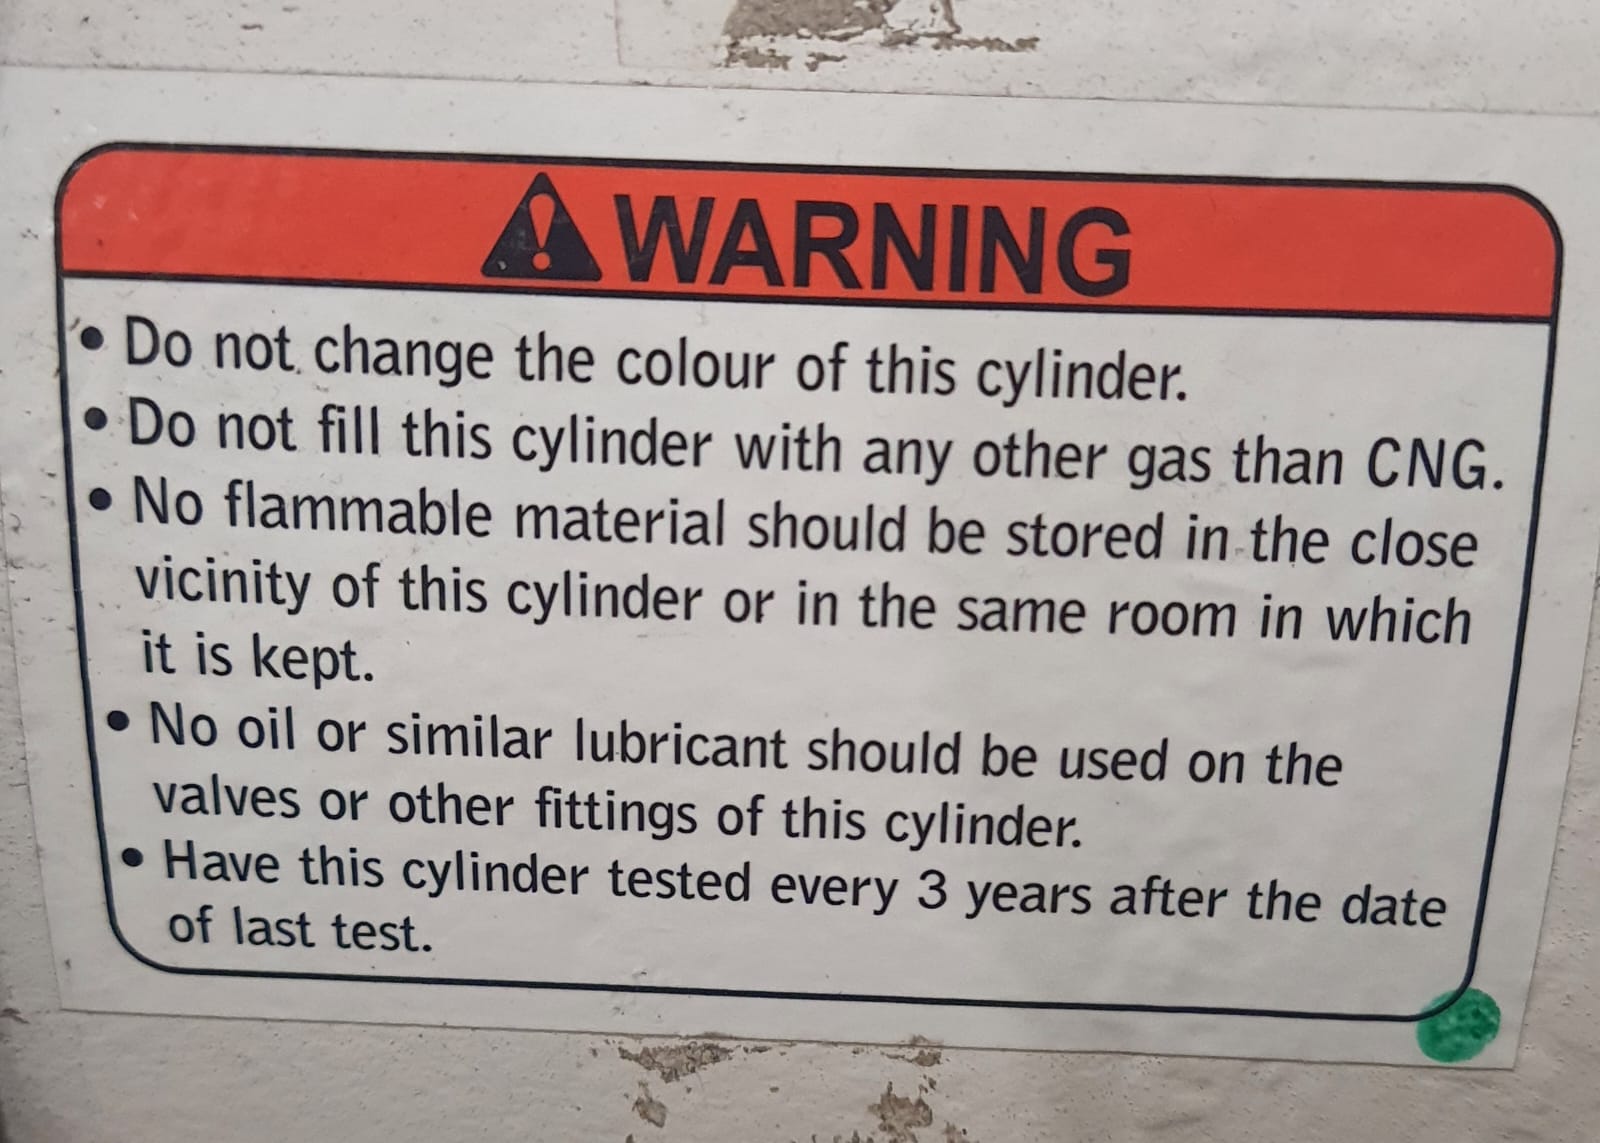 WARNING
• Do not change the colour of this cylinder.
• Do not fill this cylinder with any other gas than CNG.
• No flammable material should be stored in the close
vicinity of this cylinder or in the same room in which
it is kept.
• No oil or similar lubricant should be used on the
valves or other fittings of this cylinder.
• Have this cylinder tested every 3 years after the date
of last test.